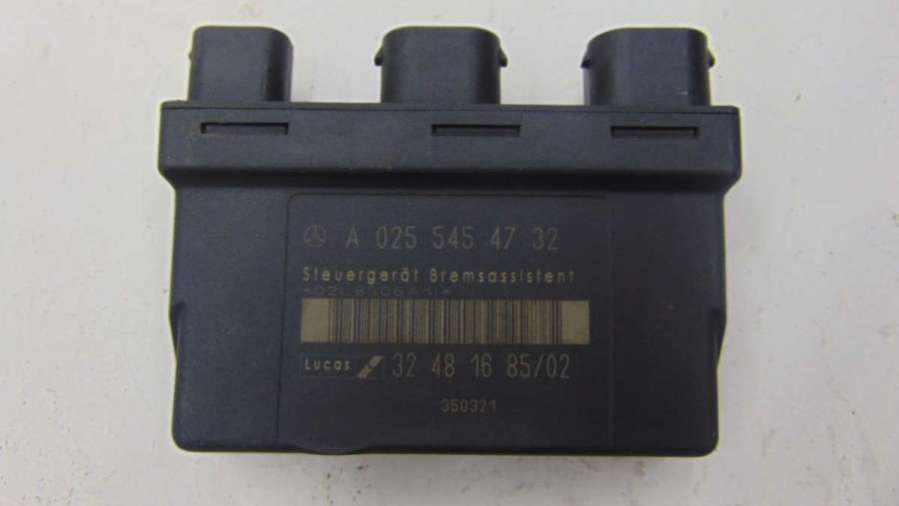 A 025 545 47 32
Steuergerät Bremsassistent
Lucas 32 48 16 85/02
350321